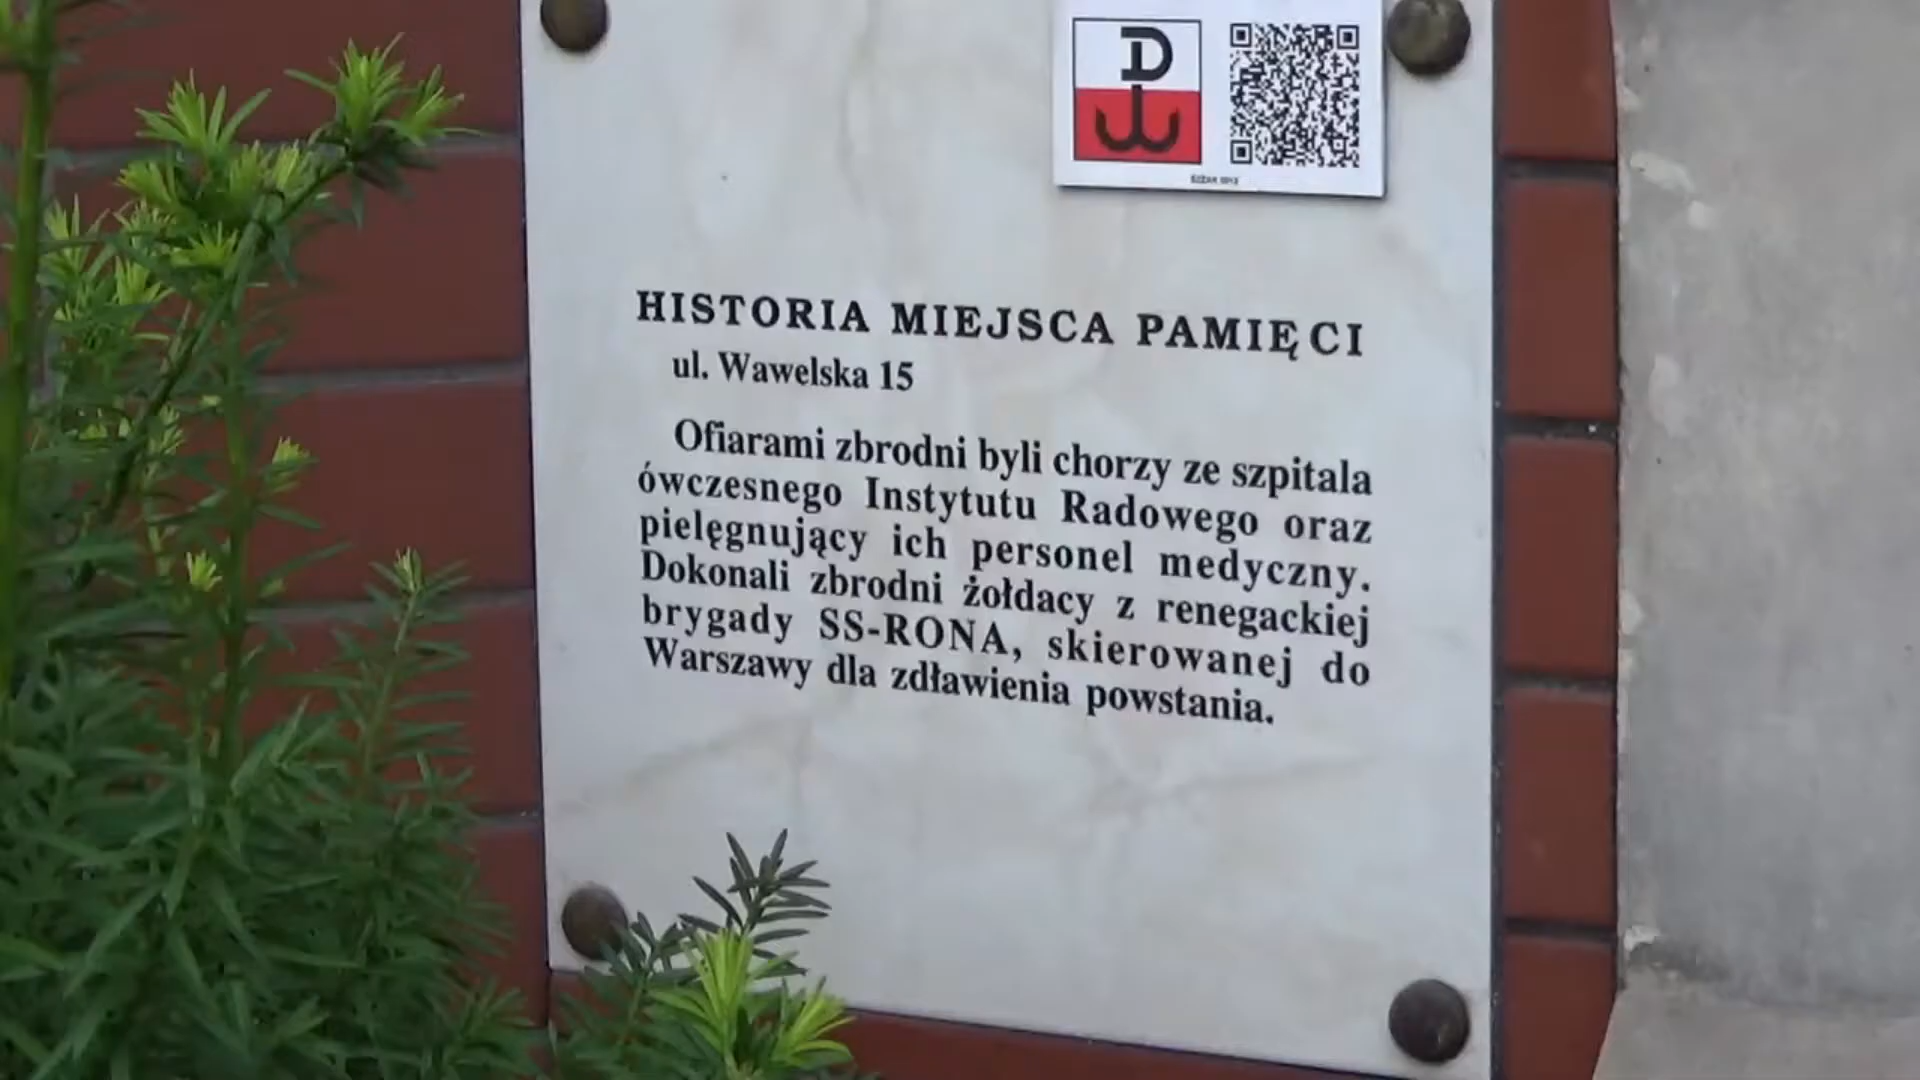 HISTORIA MIEJSCA PAMIĘCI
ul. Wawelska 15
Ofiarami zbrodni byli chorzy ze szpitala
ówczesnego Instytutu Radowego oraz
pielęgnujący ich personel medyczny.
Dokonali zbrodni żołdacy z renegackiej
brygady SS-RONA, skierowanej do
Warszawy dla zdławienia powstania.